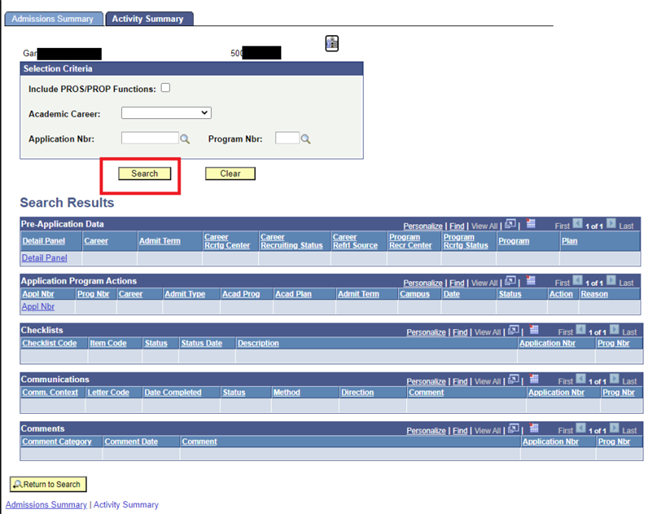 Admissions Summary Activity Summary
Gar 500
Selection Criteria
Include PROS/PROP Functions:
Academic Career:
Application Nbr: Program Nbr:
Search Clear
Search Results
Pre-Application Data Personalize | Find | View All | | First 1 of 1 Last
Detail Panel Career Admit Term Career Rcrtg Center Career Recruiting Status Career Refrl Source Program Recr Center Program Rcrtg Status Program Plan
Detail Panel
Application Program Actions Personalize | Find | View All | | First 1 of 1 Last
Appl Nbr Prog Nbr Career Admit Type Acad Prog Acad Plan Admit Term Campus Date Status Action Reason
Appl Nbr
Checklists Personalize | Find | View All | | First 1 of 1 Last
Checklist Code Item Code Status Status Date Description Application Nbr Prog Nbr
Communications Personalize | Find | View All | | First 1 of 1 Last
Comm. Context Letter Code Date Completed Status Method Direction Comment Application Nbr Prog Nbr
Comments Personalize | Find | View All | | First 1 of 1 Last
Comment Category Comment Date Comment Application Nbr Prog Nbr
Return to Search
Admissions Summary | Activity Summary